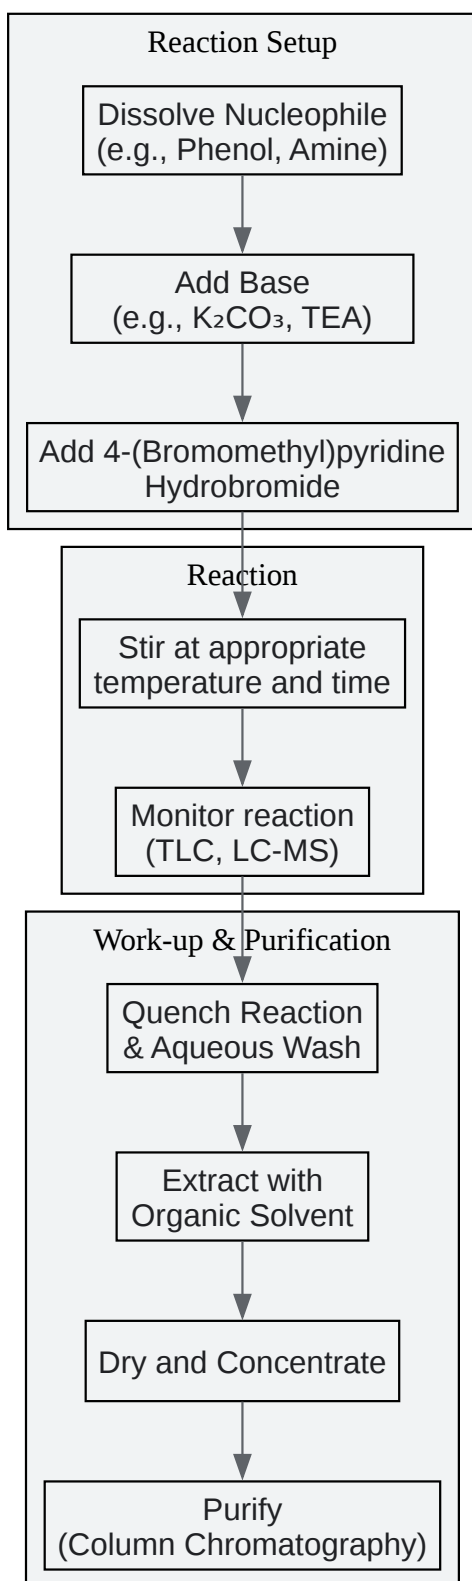 Reaction Setup
Dissolve Nucleophile
(e.g., Phenol, Amine)
Add Base
(e.g., K₂CO₃, TEA)
Add 4-(Bromomethyl)pyridine
Hydrobromide
Reaction
Stir at appropriate
temperature and time
Monitor reaction
(TLC, LC-MS)
Work-up & Purification
Quench Reaction
& Aqueous Wash
Extract with
Organic Solvent
Dry and Concentrate
Purify
(Column Chromatography)